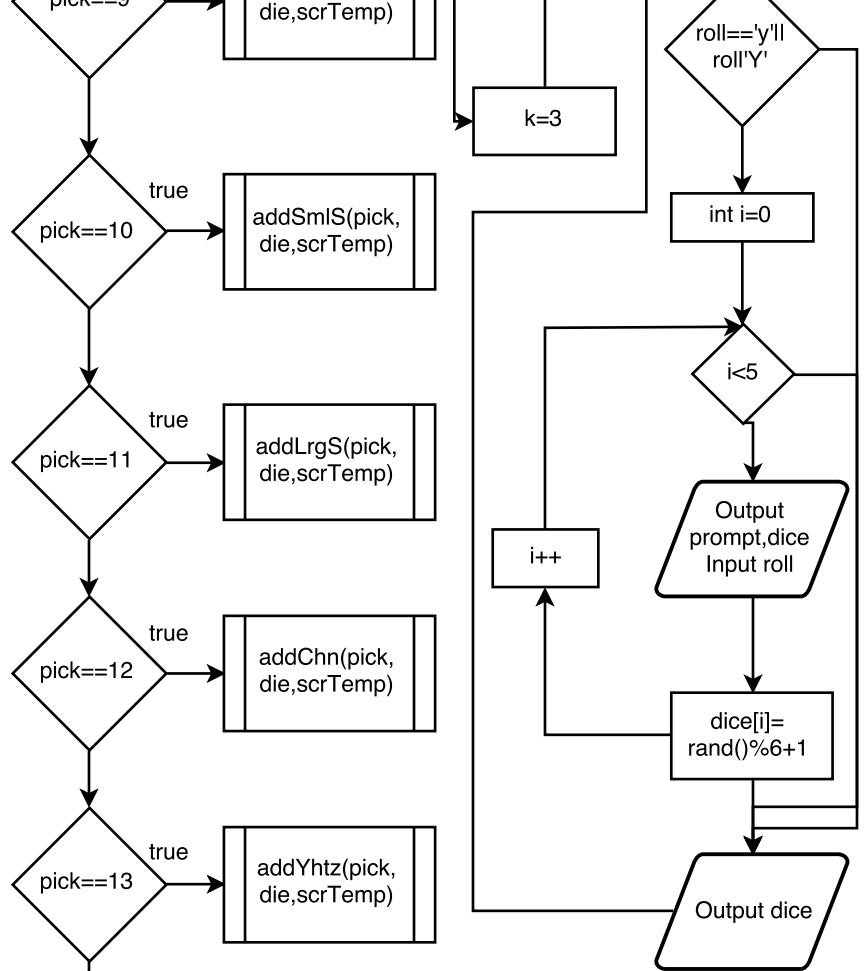 pick==9
die,scrTemp)
true
pick==10
addSmlS(pick,
die,scrTemp)
true
pick==11
addLrgS(pick,
die,scrTemp)
true
pick==12
addChn(pick,
die,scrTemp)
true
pick==13
addYhtz(pick,
die,scrTemp)
k=3
roll=='y'll
roll'Y'
int i=0
i<5
Output
prompt,dice
Input roll
i++
dice[i]=
rand()%6+1
Output dice